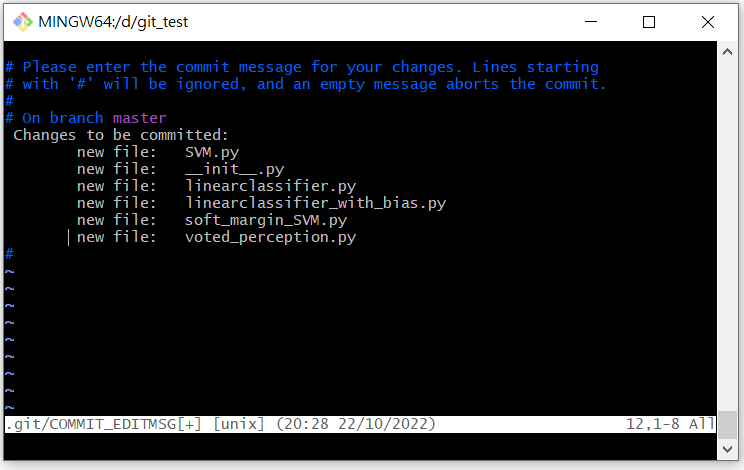 MINGW64:/d/git_test
# Please enter the commit message for your changes. Lines starting
# with '#' will be ignored, and an empty message aborts the commit.
#
# On branch master
 Changes to be committed:
        new file:   SVM.py
        new file:   __init__.py
        new file:   linearclassifier.py
        new file:   linearclassifier_with_bias.py
        new file:   soft_margin_SVM.py
        new file:   voted_perception.py
#
~
~
~
~
~
~
~
~
~
.git/COMMIT_EDITMSG[+] [unix] (20:28 22/10/2022) 12,1-8 All